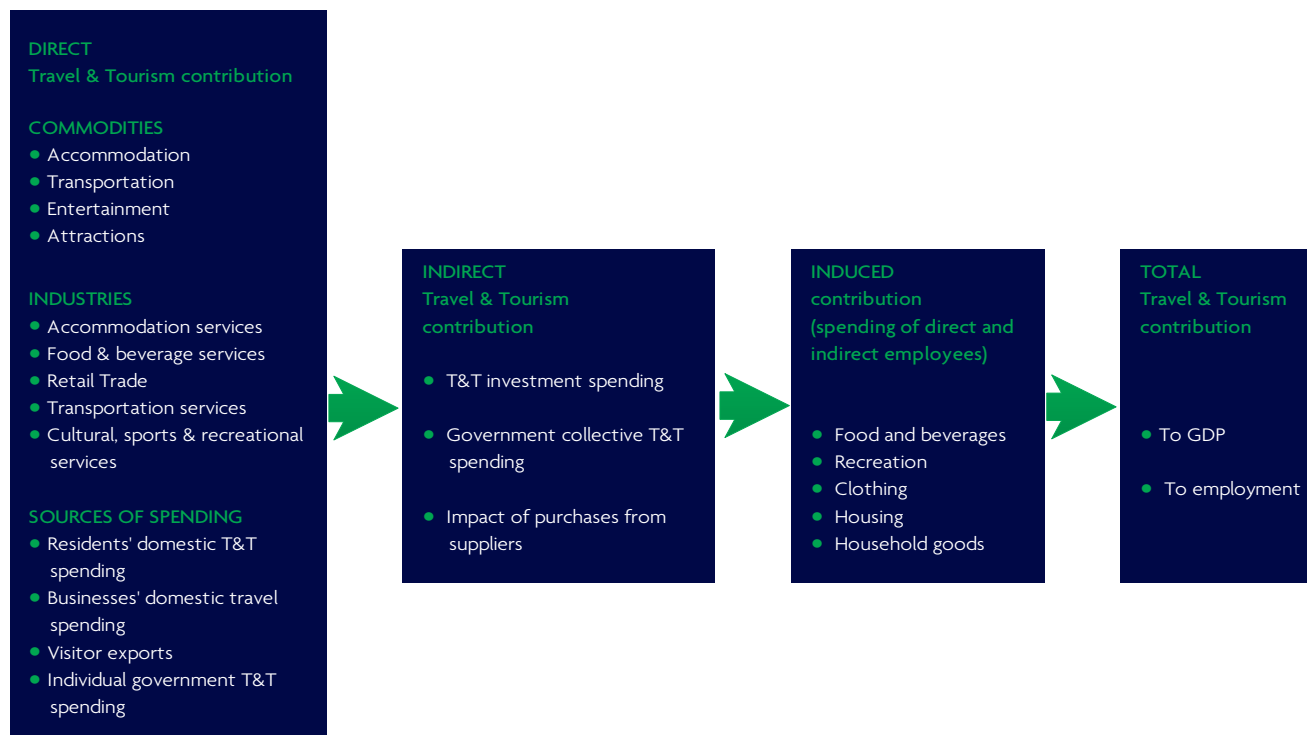 DIRECT
Travel & Tourism contribution
COMMODITIES
• Accommodation
• Transportation
• Entertainment
• Attractions
INDUSTRIES
• Accommodation services
• Food & beverage services
• Retail Trade
• Transportation services
• Cultural, sports & recreational
services
SOURCES OF SPENDING
• Residents' domestic T&T
spending
• Businesses' domestic travel
spending
• Visitor exports
• Individual government T&T
spending
INDIRECT
Travel & Tourism
contribution
• T&T investment spending
• Government collective T&T
spending
• Impact of purchases from
suppliers
INDUCED
contribution
(spending of direct and
indirect employees)
• Food and beverages
• Recreation
• Clothing
• Housing
• Household goods
TOTAL
Travel & Tourism
contribution
• To GDP
• To employment